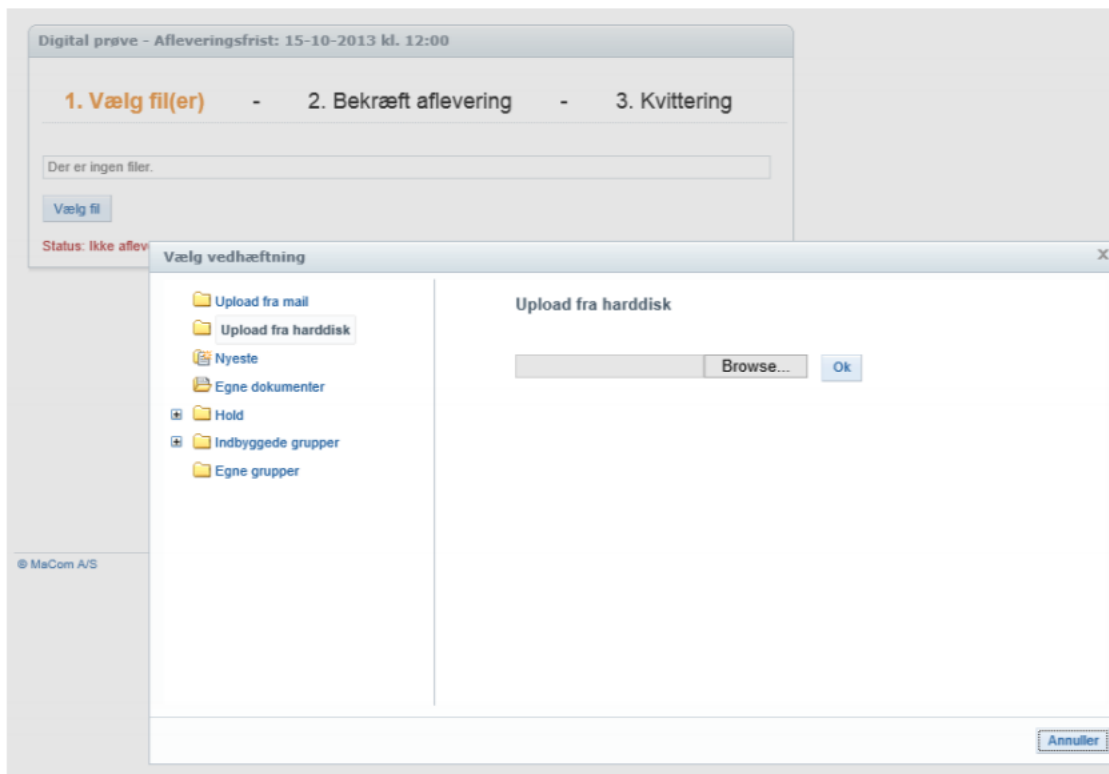 Digital prøve - Afleveringsfrist: 15-10-2013 kl. 12:00
1. Vælg fil(er) - 2. Bekræft aflevering - 3. Kvittering
Der er ingen filer.
Vælg fil
Status: Ikke aflev
Vælg vedhæftning X
Upload fra mail
Upload fra harddisk
Nyeste
Egne dokumenter
Hold
Indbyggede grupper
Egne grupper
Upload fra harddisk
Browse... Ok
© MaCom A/S
Annuller